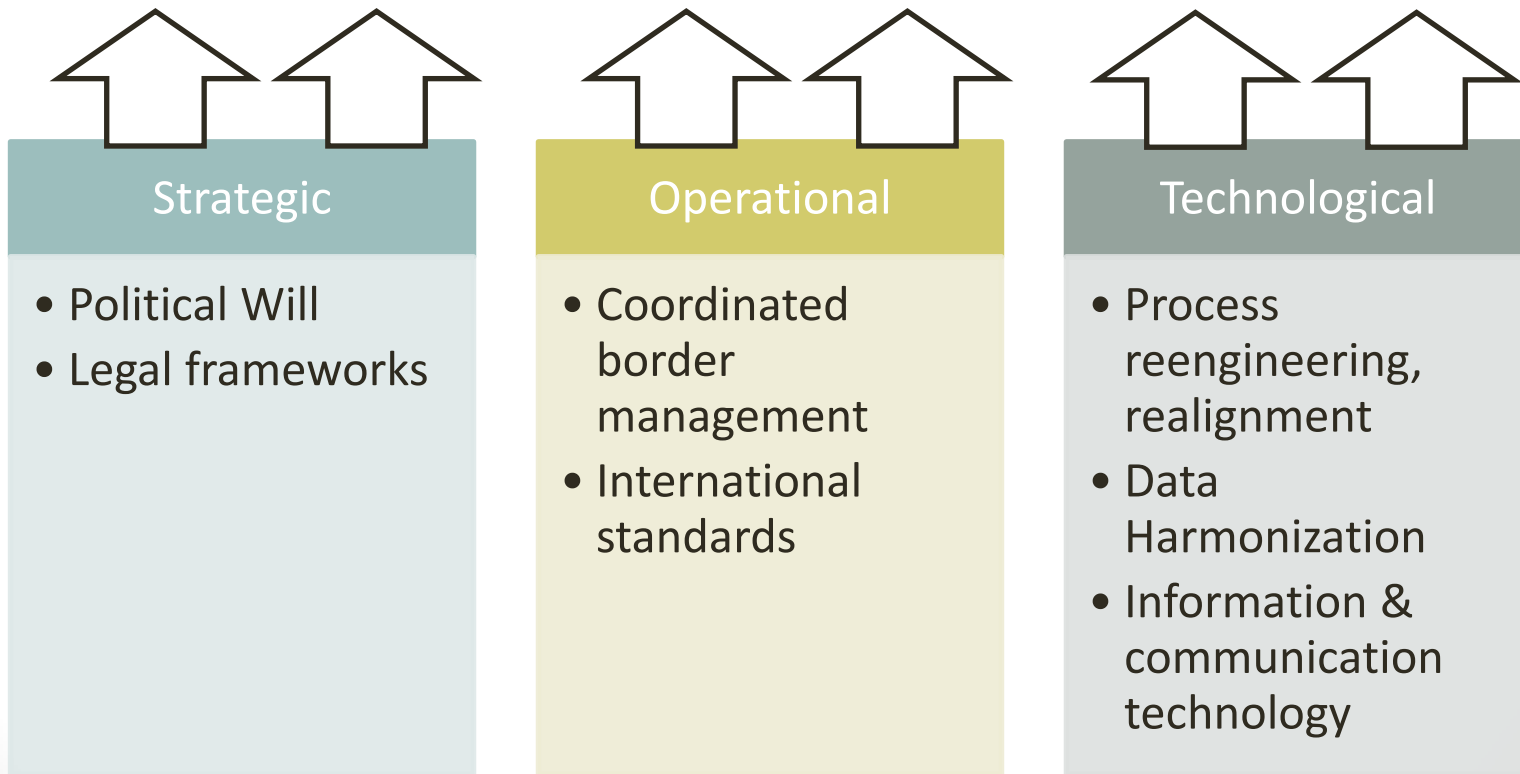 Strategic
• Political Will
• Legal frameworks
Operational
• Coordinated
border
management
• International
standards
Technological
• Process
reengineering,
realignment
• Data
Harmonization
• Information &
communication
technology